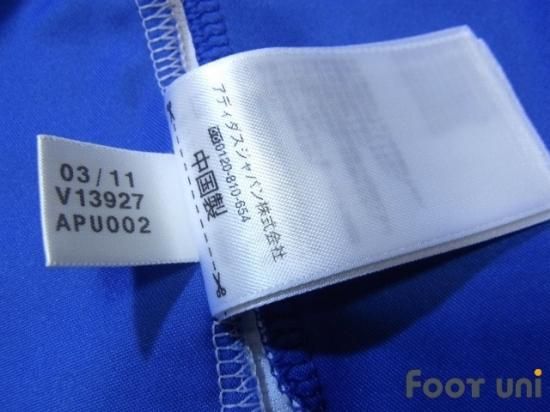 03/11
V13927
APU002
アディダスジャパン株式会社
0120-810-654
中国製
FOOT UNI